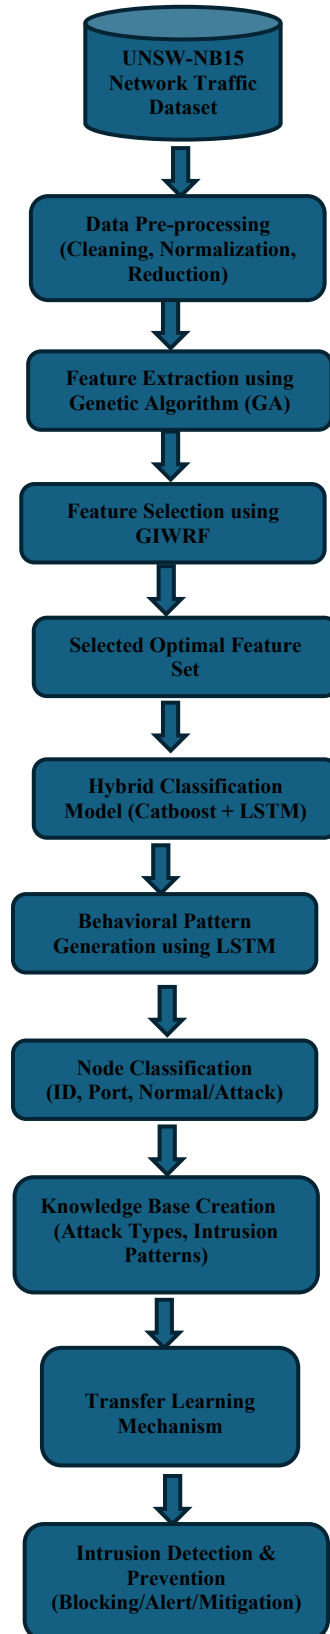 UNSW-NB15
Network Traffic
Dataset
Data Pre-processing
(Cleaning, Normalization,
Reduction)
Feature Extraction using
Genetic Algorithm (GA)
Feature Selection using
GIWRF
Selected Optimal Feature
Set
Hybrid Classification
Model (Catboost + LSTM)
Behavioral Pattern
Generation using LSTM
Node Classification
(ID, Port, Normal/Attack)
Knowledge Base Creation
(Attack Types, Intrusion
Patterns)
Transfer Learning
Mechanism
Intrusion Detection &
Prevention
(Blocking/Alert/Mitigation)